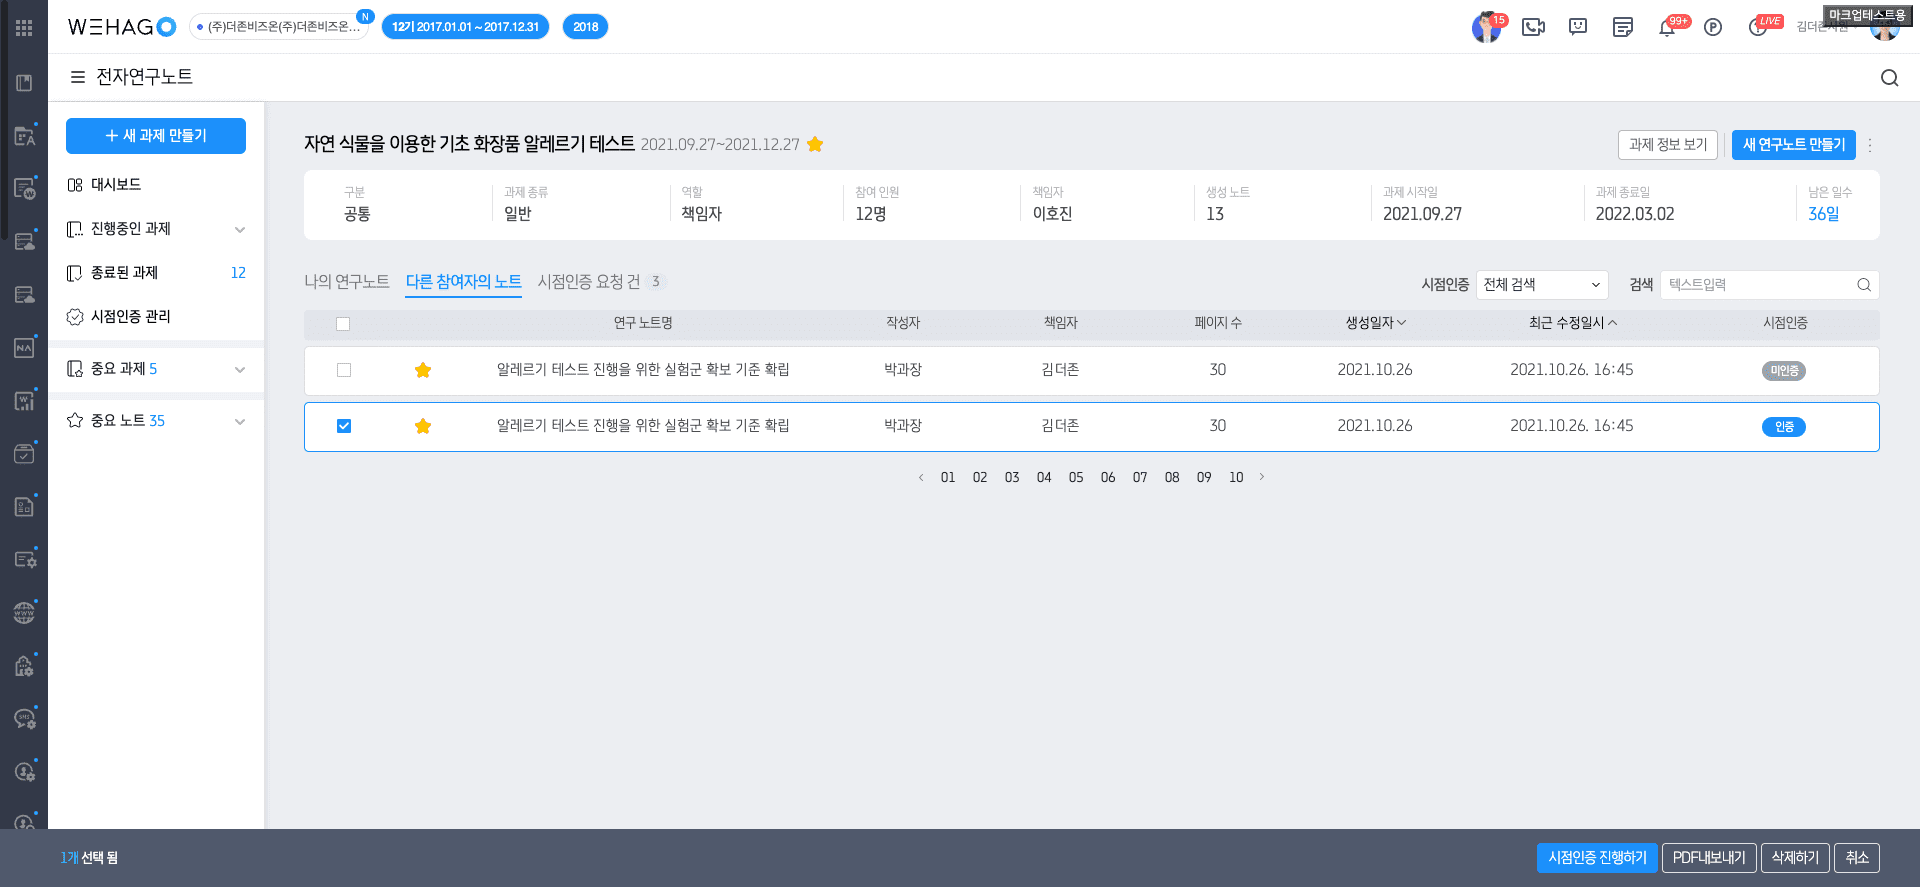 WEHAGO
(주)더존비즈온(주)더존비즈온...
N
12기 2017.01.01 ~ 2017.12.31
2018
15
99+
LIVE
마크업테스트용
전자연구노트
새 과제 만들기
대시보드
진행중인 과제
종료된 과제 12
시점인증 관리
중요 과제 5
중요 노트 35
자연 식물을 이용한 기초 화장품 알레르기 테스트 2021.09.27~2021.12.27
과제 정보 보기
새 연구노트 만들기
구분 과제 종류 역할 참여 인원 책임자 생성 노트 과제 시작일 과제 종료일 남은 일수
공통 일반 책임자 12명 이호진 13 2021.09.27 2022.03.02 36일
나의 연구노트 다른 참여자의 노트 시점인증 요청 건 3
시점인증 전체 검색 검색 텍스트입력
연구 노트명 작성자 책임자 페이지 수 생성일자 최근 수정일시 시점인증
알레르기 테스트 진행을 위한 실험군 확보 기준 확립 박과장 김더존 30 2021.10.26 2021.10.26. 16:45 미인증
알레르기 테스트 진행을 위한 실험군 확보 기준 확립 박과장 김더존 30 2021.10.26 2021.10.26. 16:45 인증
01 02 03 04 05 06 07 08 09 10
1개 선택 됨
시점인증 진행하기 PDF내보내기 삭제하기 취소